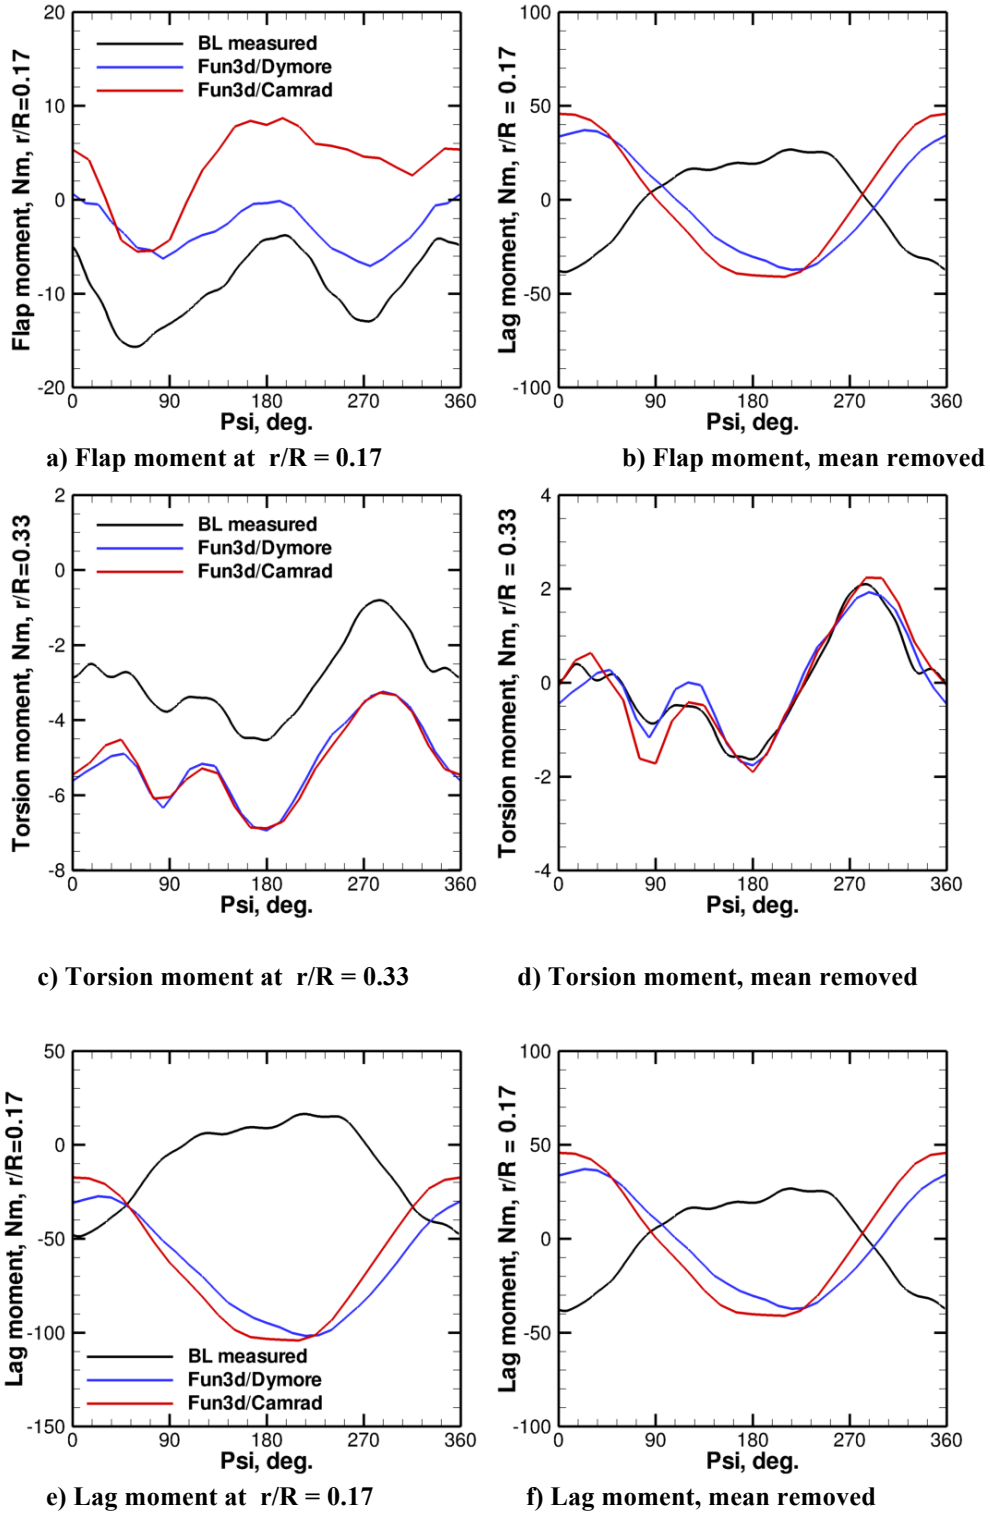 20
10
0
-10
-20
Flap moment, Nm, r/R=0.17
BL measured
Fun3d/Dymore
Fun3d/Camrad
0 90 180 270 360
Psi, deg.
a) Flap moment at r/R = 0.17
100
50
0
-50
-100
Lag moment, Nm, r/R = 0.17
0 90 180 270 360
Psi, deg.
b) Flap moment, mean removed
2
0
-2
-4
-6
-8
Torsion moment, Nm, r/R=0.33
BL measured
Fun3d/Dymore
Fun3d/Camrad
0 90 180 270 360
Psi, deg.
c) Torsion moment at r/R = 0.33
4
2
0
-2
-4
Torsion moment, Nm, r/R = 0.33
0 90 180 270 360
Psi, deg.
d) Torsion moment, mean removed
50
0
-50
-100
-150
Lag moment, Nm, r/R=0.17
BL measured
Fun3d/Dymore
Fun3d/Camrad
0 90 180 270 360
Psi, deg.
e) Lag moment at r/R = 0.17
100
50
0
-50
-100
Lag moment, Nm, r/R = 0.17
0 90 180 270 360
Psi, deg.
f) Lag moment, mean removed